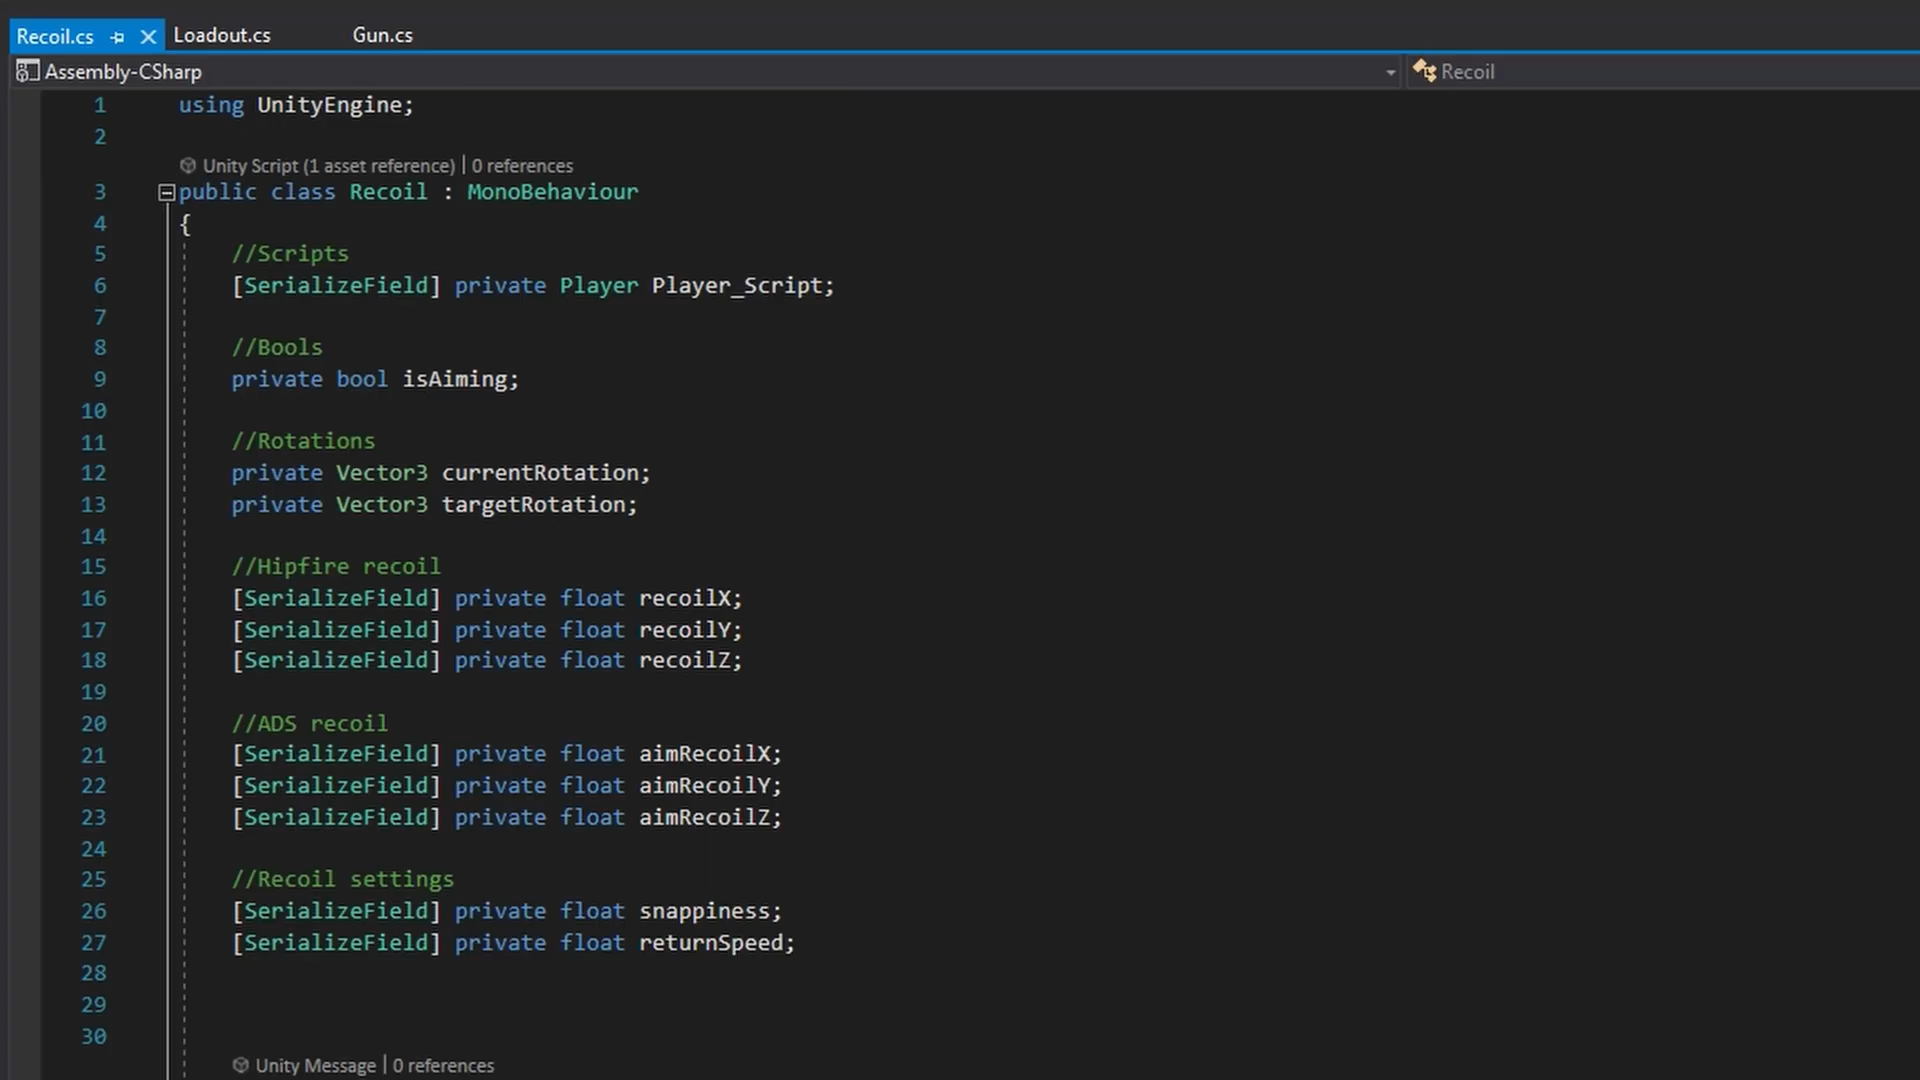 Recoil.cs Loadout.cs Gun.cs
Assembly-CSharp Recoil
1 using UnityEngine;
2
Unity Script (1 asset reference) | 0 references
3 public class Recoil : MonoBehaviour
4 {
5 //Scripts
6 [SerializeField] private Player Player_Script;
7
8 //Bools
9 private bool isAiming;
10
11 //Rotations
12 private Vector3 currentRotation;
13 private Vector3 targetRotation;
14
15 //Hipfire recoil
16 [SerializeField] private float recoilX;
17 [SerializeField] private float recoilY;
18 [SerializeField] private float recoilZ;
19
20 //ADS recoil
21 [SerializeField] private float aimRecoilX;
22 [SerializeField] private float aimRecoilY;
23 [SerializeField] private float aimRecoilZ;
24
25 //Recoil settings
26 [SerializeField] private float snappiness;
27 [SerializeField] private float returnSpeed;
28
29
30
Unity Message | 0 references